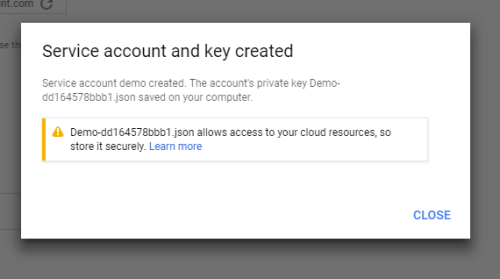 nt.com
se th
Service account and key created
Service account demo created. The account's private key Demo-
dd164578bbb1.json saved on your computer.
Demo-dd164578bbb1.json allows access to your cloud resources, so
store it securely. Learn more
CLOSE